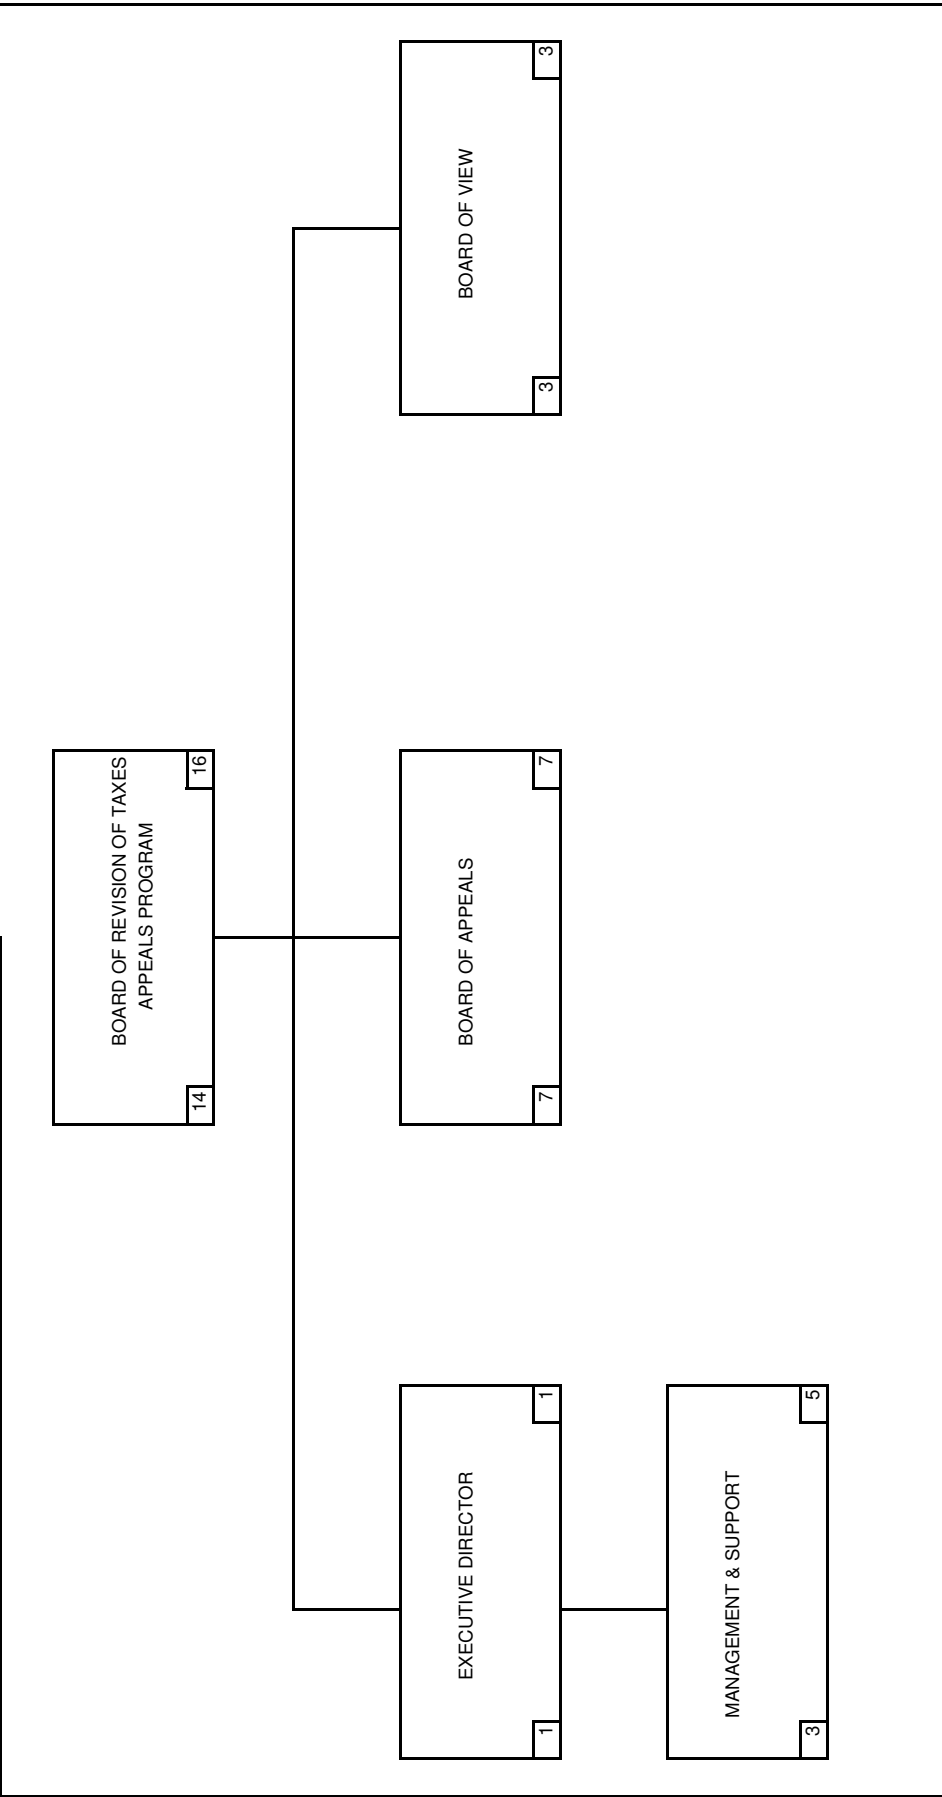 BOARD OF REVISION OF TAXES
APPEALS PROGRAM
14
16
EXECUTIVE DIRECTOR
1
1
BOARD OF APPEALS
7
7
BOARD OF VIEW
3
3
MANAGEMENT & SUPPORT
3
5